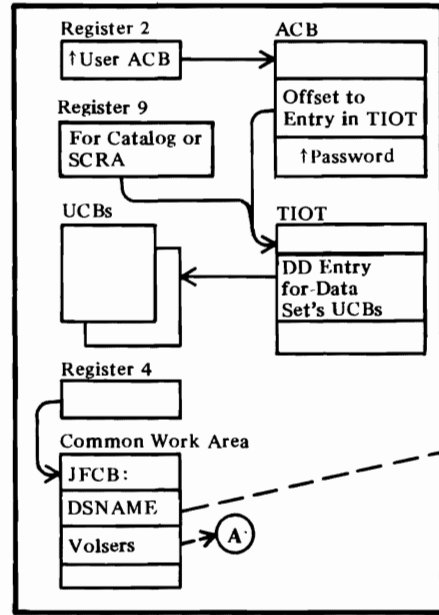 Register 2
↑User ACB
ACB
Offset to
Entry in TIOT
↑Password
Register 9
For Catalog or
SCRA
UCBs
TIOT
DD Entry
for Data
Set's UCBs
Register 4
Common Work Area
JFCB:
DSNAME
Volsers
A